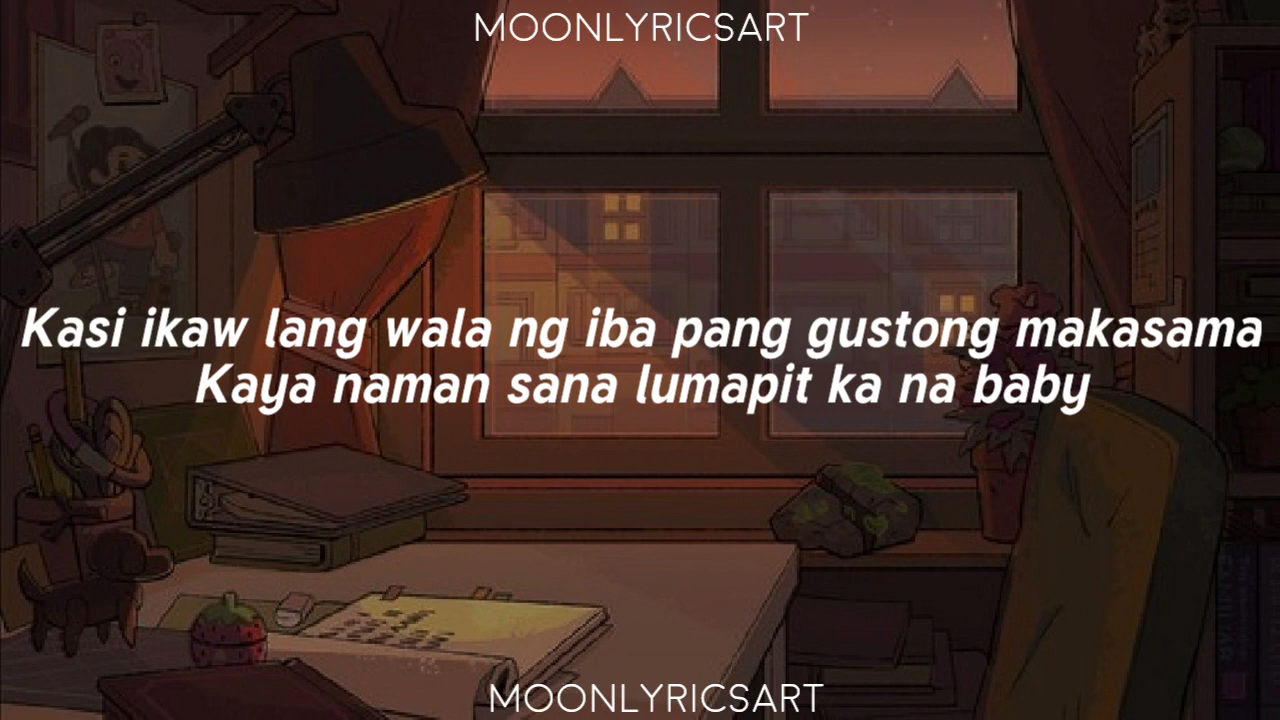 MOONLYRICSART
Kasi ikaw lang wala ng iba pang gustong makasama
Kaya naman sana lumapit ka na baby
MOONLYRICSART